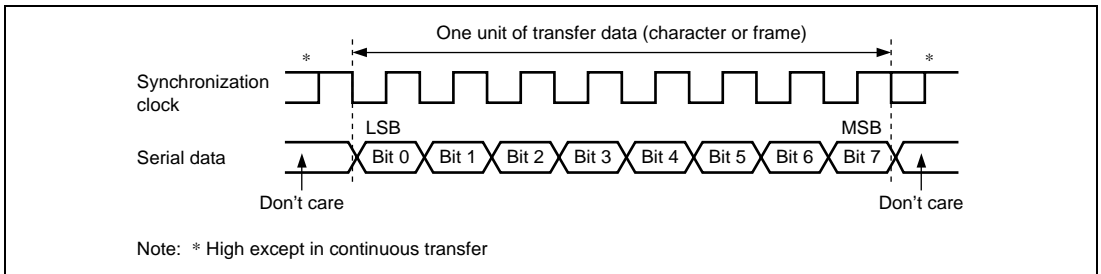 One unit of transfer data (character or frame)
* *
Synchronization
clock
LSB MSB
Serial data Bit 0 Bit 1 Bit 2 Bit 3 Bit 4 Bit 5 Bit 6 Bit 7
Don't care Don't care
Note: * High except in continuous transfer